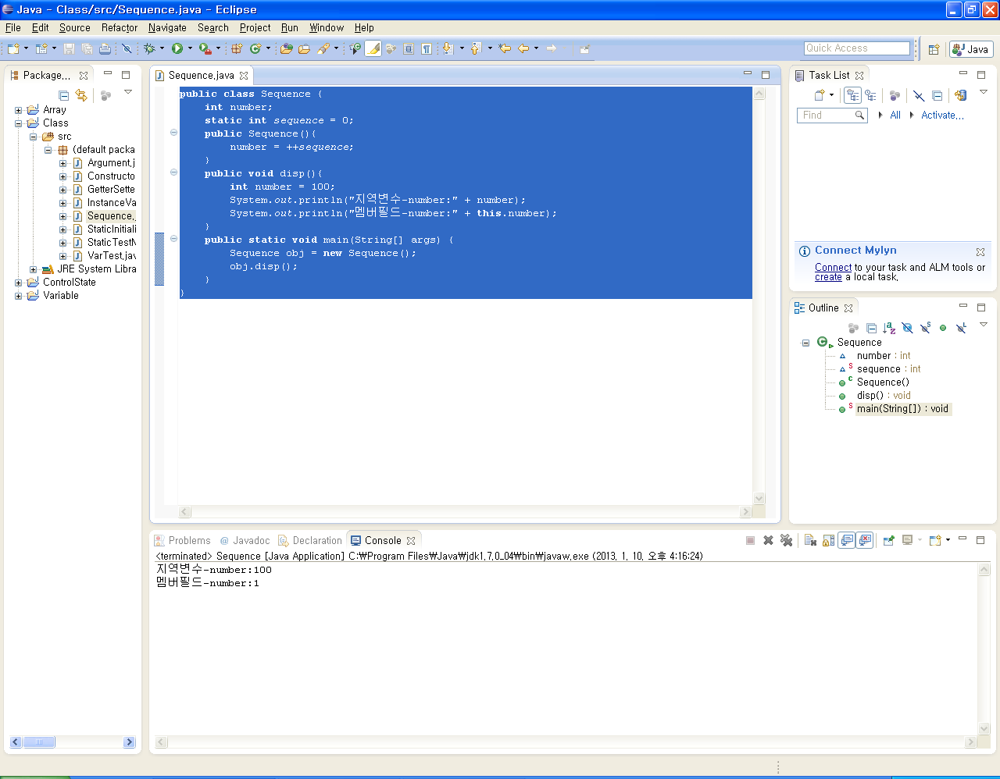 Java - Class/src/Sequence.java - Eclipse
File Edit Source Refactor Navigate Search Project Run Window Help
Quick Access
Java
Package...
Array
Class
src
(default packa
Argument.j
Constructo
GetterSette
InstanceVa
Sequence.
StaticInitiali
StaticTestM
VarTest.jav
JRE System Libra
ControlState
Variable
Sequence.java
public class Sequence {
int number;
static int sequence = 0;
public Sequence(){
number = ++sequence;
}
public void disp(){
int number = 100;
System.out.println("지역변수-number:" + number);
System.out.println("멤버필드-number:" + this.number);
}
public static void main(String[] args) {
Sequence obj = new Sequence();
obj.disp();
}
}
Task List
Find
All
Activate...
Connect Mylyn
Connect to your task and ALM tools or
create a local task.
Outline
Sequence
number : int
sequence : int
Sequence()
disp() : void
main(String[]) : void
Problems @ Javadoc Declaration Console
<terminated> Sequence [Java Application] C:₩Program Files₩Java₩jdk1.7.0_04₩bin₩javaw.exe (2013. 1. 10. 오후 4:16:24)
지역변수-number:100
멤버필드-number:1